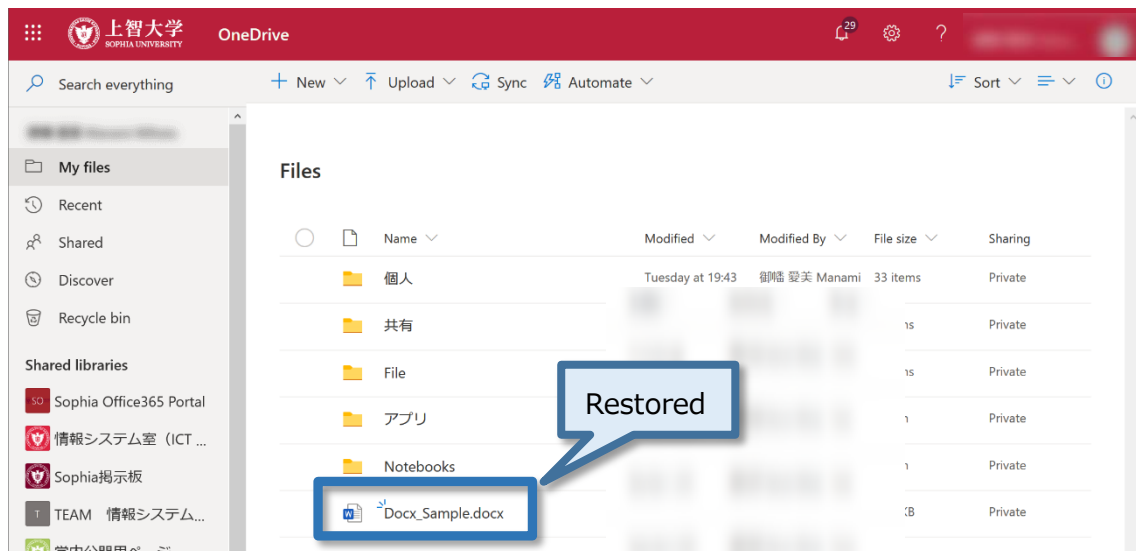 上智大学
SOPHIA UNIVERSITY
OneDrive
29
?
Search everything
New
Upload
Sync
Automate
Sort
My files
Recent
Shared
Discover
Recycle bin
Shared libraries
SO Sophia Office365 Portal
情報システム室（ICT ...
Sophia掲示板
T TEAM 情報システム...
Files
Name Modified Modified By File size Sharing
個人 Tuesday at 19:43 愛美 Manami 33 items Private
共有 Private
File Private
アプリ Private
Notebooks Private
Docx_Sample.docx KB Private
Restored